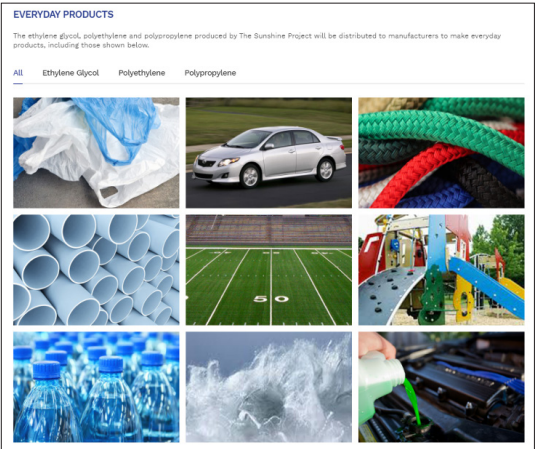 EVERYDAY PRODUCTS
The ethylene glycol, polyethylene and polypropylene produced by The Sunshine Project will be distributed to manufacturers to make everyday
products, including those shown below.
All Ethylene Glycol Polyethylene Polypropylene
50